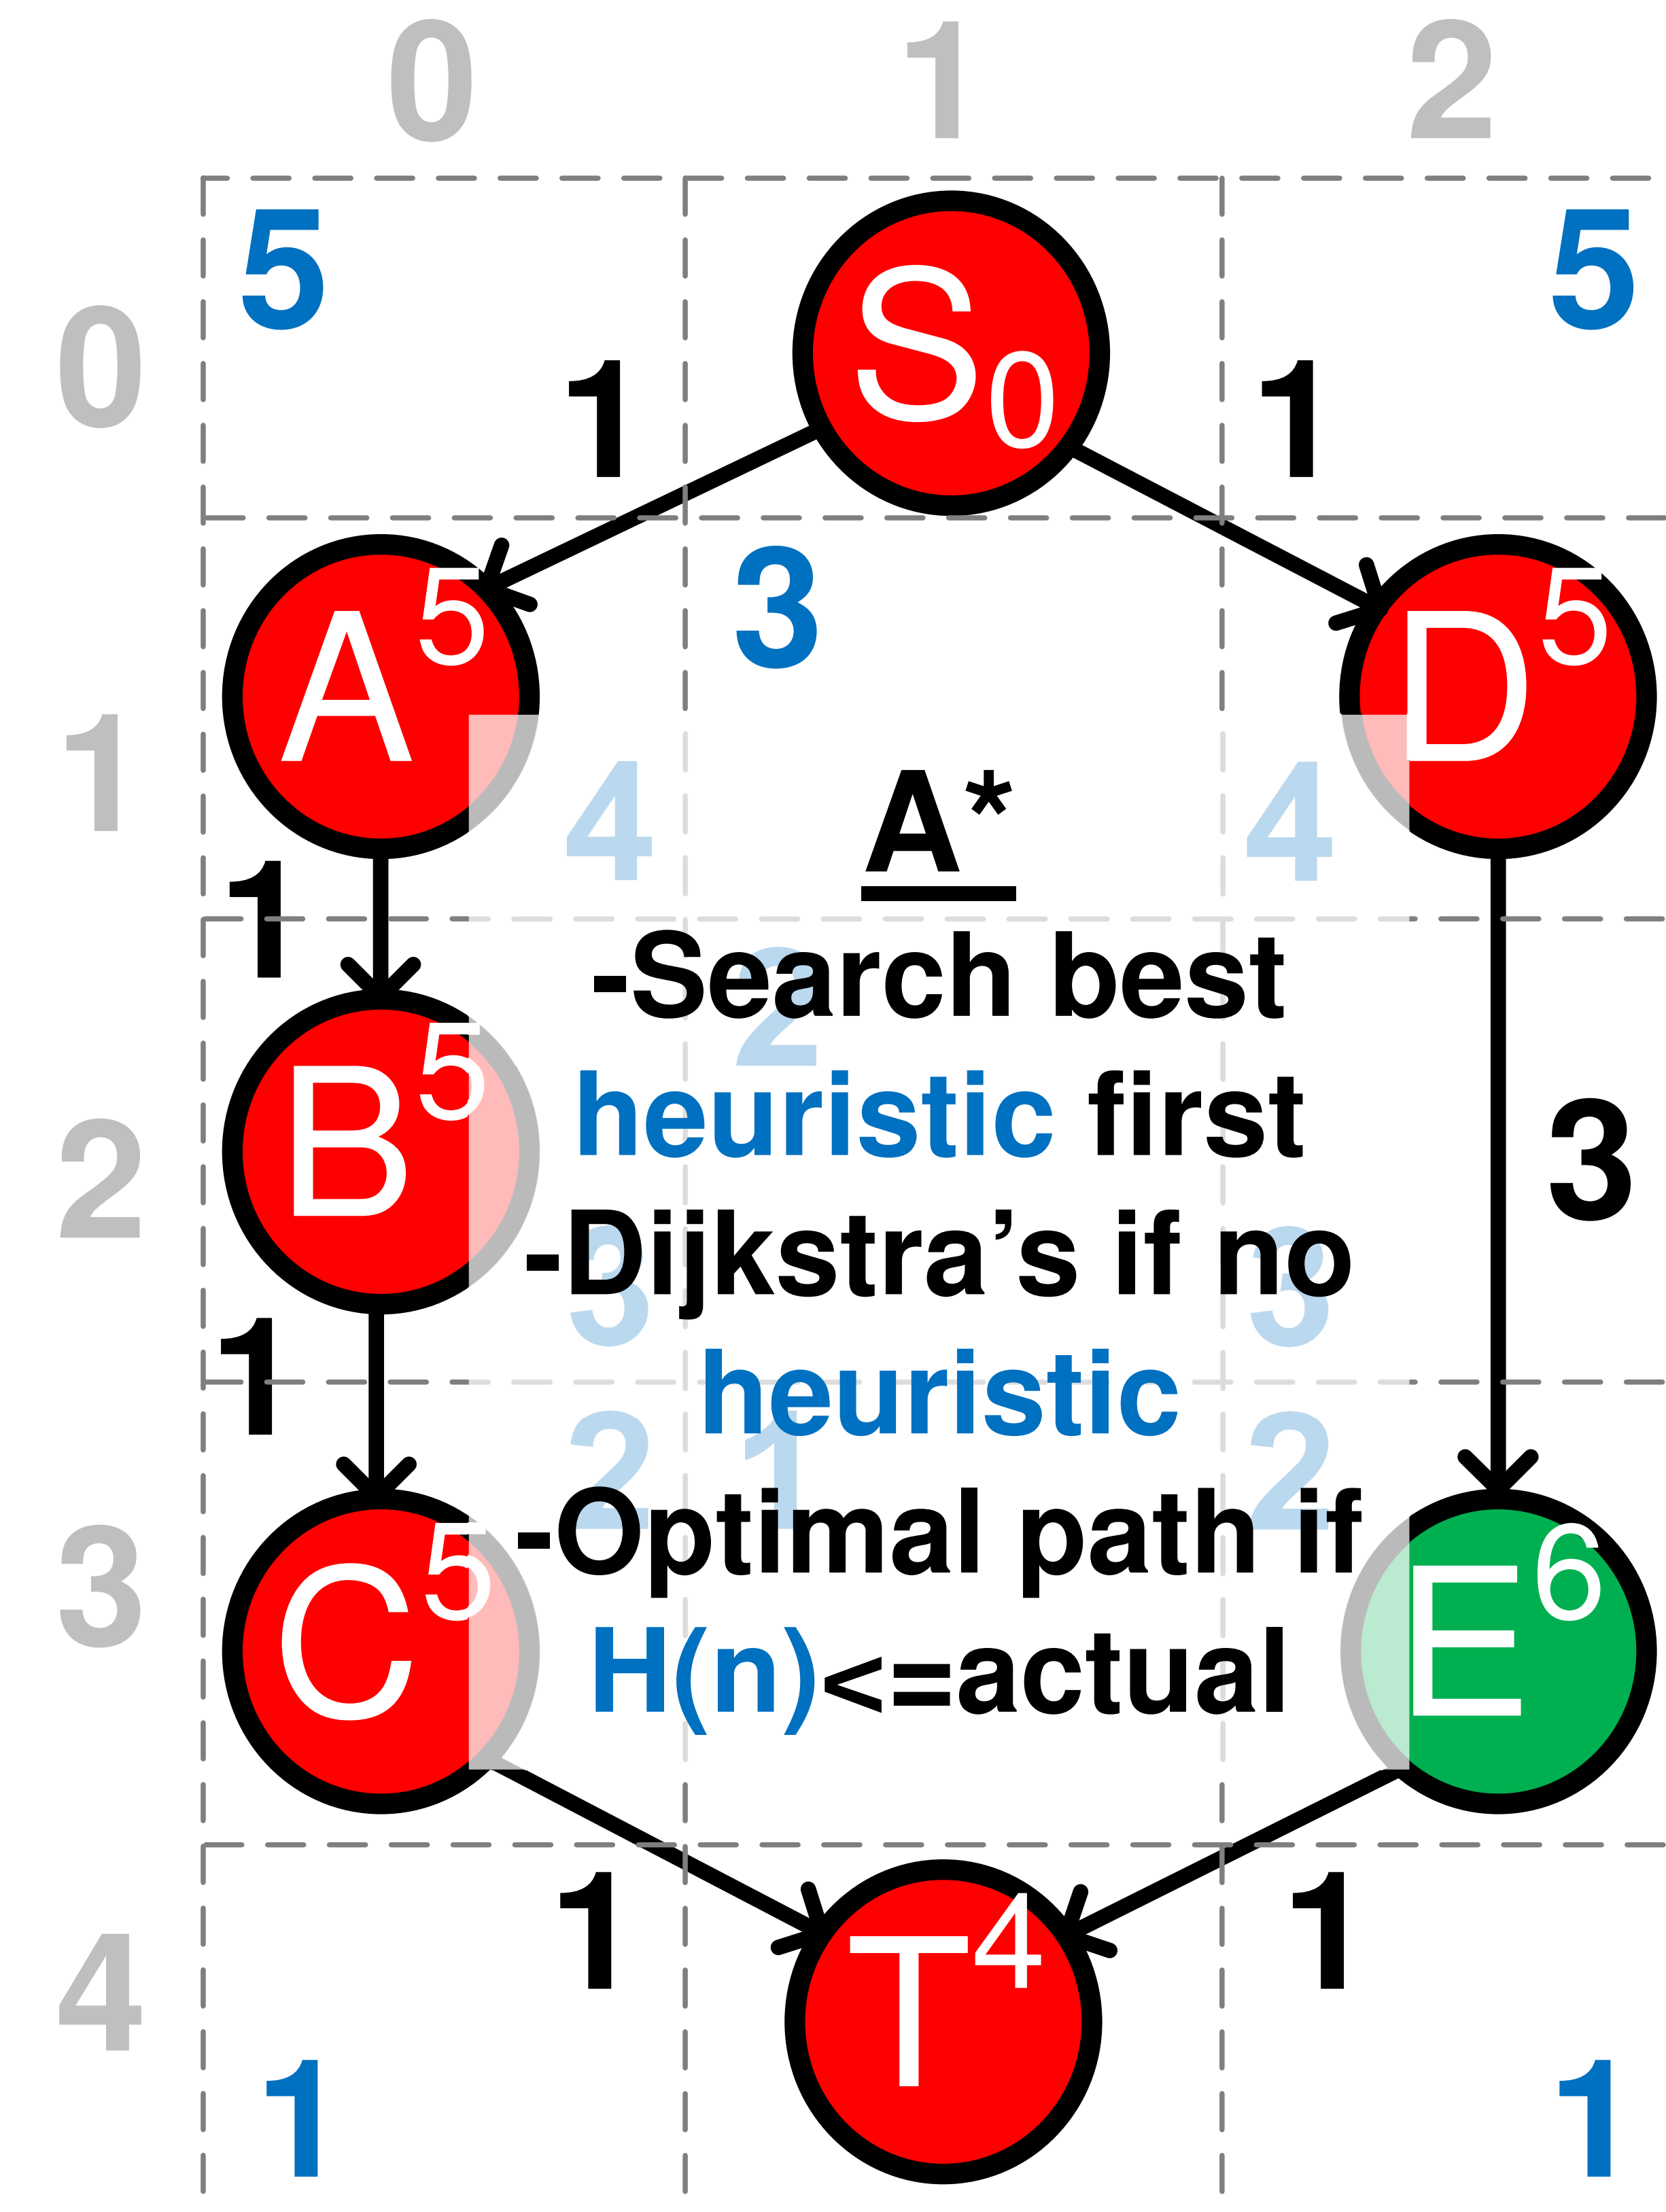 0 1 2
0
5 5
S0
1 1
1
A5 3 D5
4 A* 4
1
2
-Search best
2
B5 heuristic first
3
-Dijkstra's if no
3 3
1
heuristic
2 1 2
3
C5 -Optimal path if E6
H(n)<=actual
4
1 T4 1
1 1